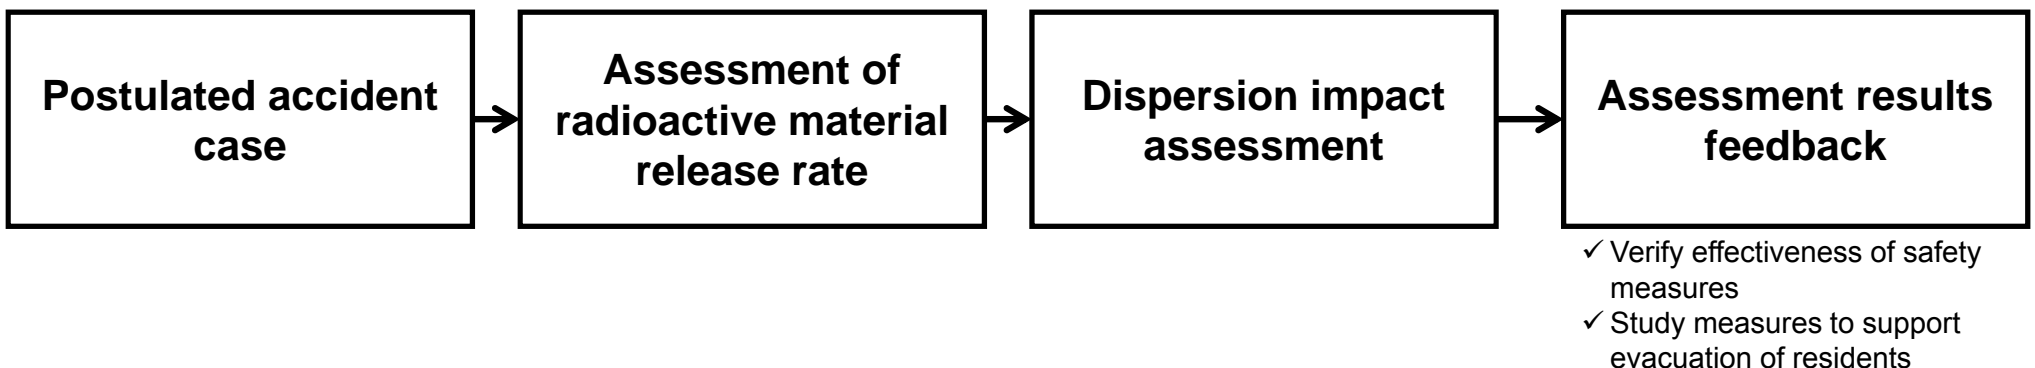 Postulated accident
case
Assessment of
radioactive material
release rate
Dispersion impact
assessment
Assessment results
feedback
✓ Verify effectiveness of safety
measures
✓ Study measures to support
evacuation of residents